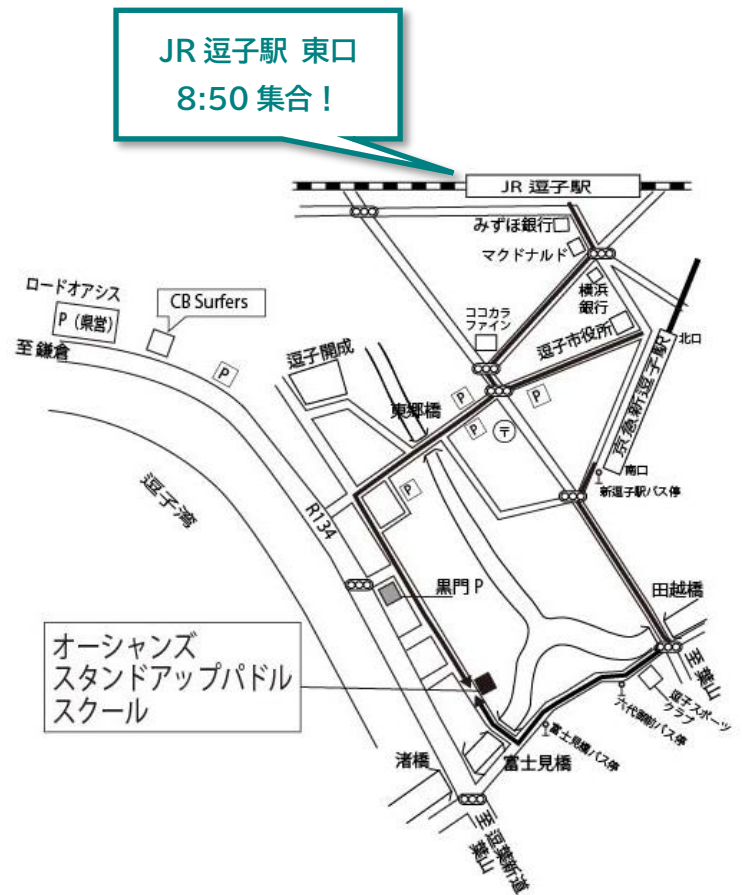 JR 逗子駅 東口
8:50 集合！
JR 逗子駅
みずほ銀行
マクドナルド
横浜
銀行
ロードオアシス
P（県営）
CB Surfers
至鎌倉
P
ココカラ
ファイン
逗子市役所
北口
京急新逗子駅
逗子開成
東郷橋
P
P
P
〒
南口
新逗子駅バス停
逗子湾
R134
P
黒門 P
田越橋
至葉山
オーシャンズ
スタンドアップパドル
スクール
逗子スポーツ
クラブ
六代御前バス停
富士見橋バス停
渚橋
富士見橋
至逗葉新道
葉山